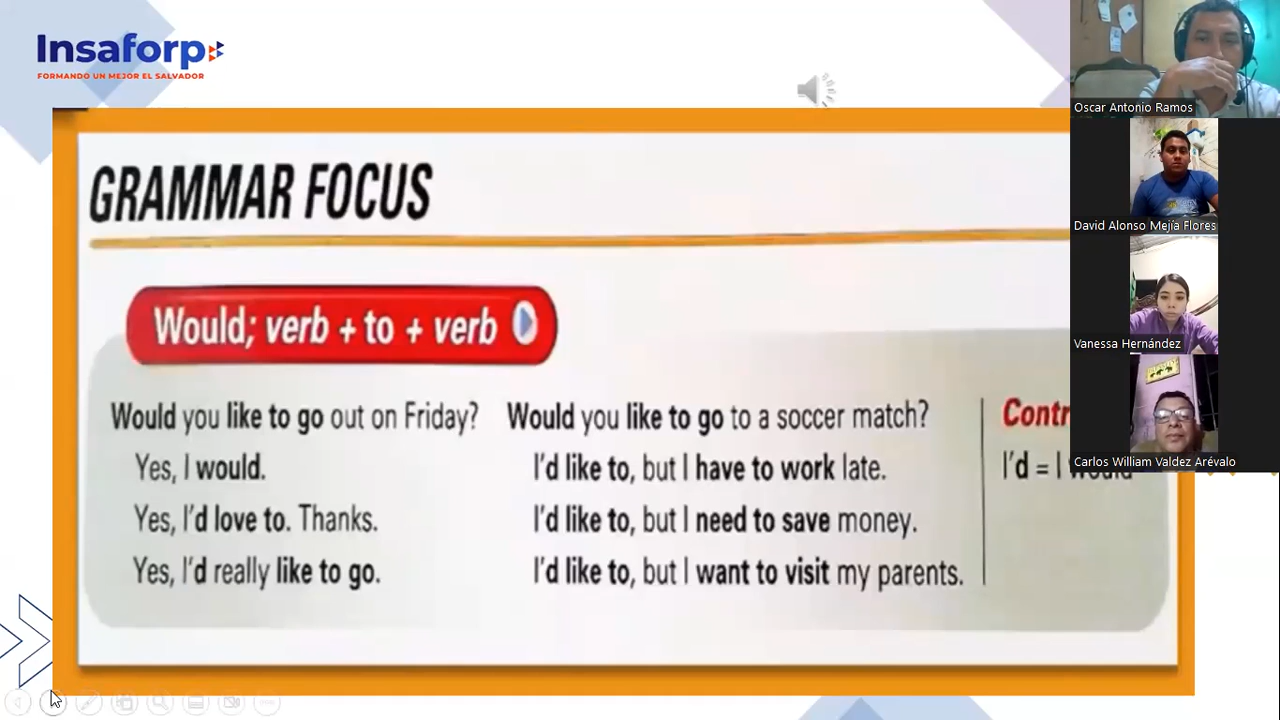 Insaforp
FORMANDO UN MEJOR EL SALVADOR
GRAMMAR FOCUS
Would; verb + to + verb
Would you like to go out on Friday?
Yes, I would.
Yes, I'd love to. Thanks.
Yes, I'd really like to go.
Would you like to go to a soccer match?
I'd like to, but I have to work late.
I'd like to, but I need to save money.
I'd like to, but I want to visit my parents.
Contr
I'd = I would
Oscar Antonio Ramos
David Alonso Mejía Flores
Vanessa Hernández
Carlos William Valdez Arévalo